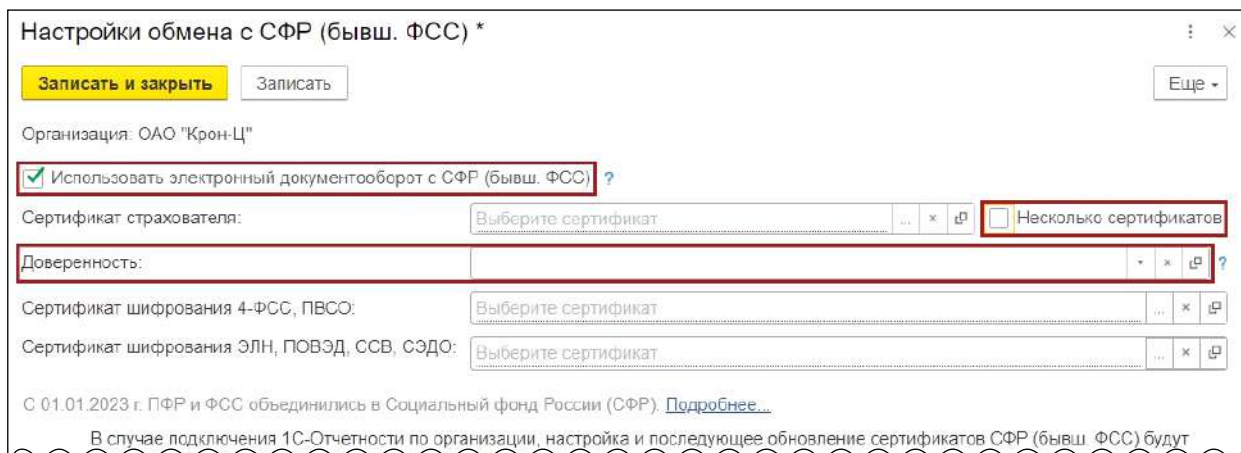 Настройки обмена с СФР (бывш. ФСС) *
Записать и закрыть Записать Еще
Организация: ОАО "Крон-Ц"
Использовать электронный документооборот с СФР (бывш. ФСС) ?
Сертификат страхователя: Выберите сертификат ... × Несколько сертификатов
Доверенность: × ?
Сертификат шифрования 4-ФСС, ПВСО: Выберите сертификат ... ×
Сертификат шифрования ЭЛН, ПОВЭД, ССВ, СЭДО: Выберите сертификат ... ×
С 01.01.2023 г. ПФР и ФСС объединились в Социальный фонд России (СФР). Подробнее...
В случае подключения 1С-Отчетности по организации, настройка и последующее обновление сертификатов СФР (бывш. ФСС) будут